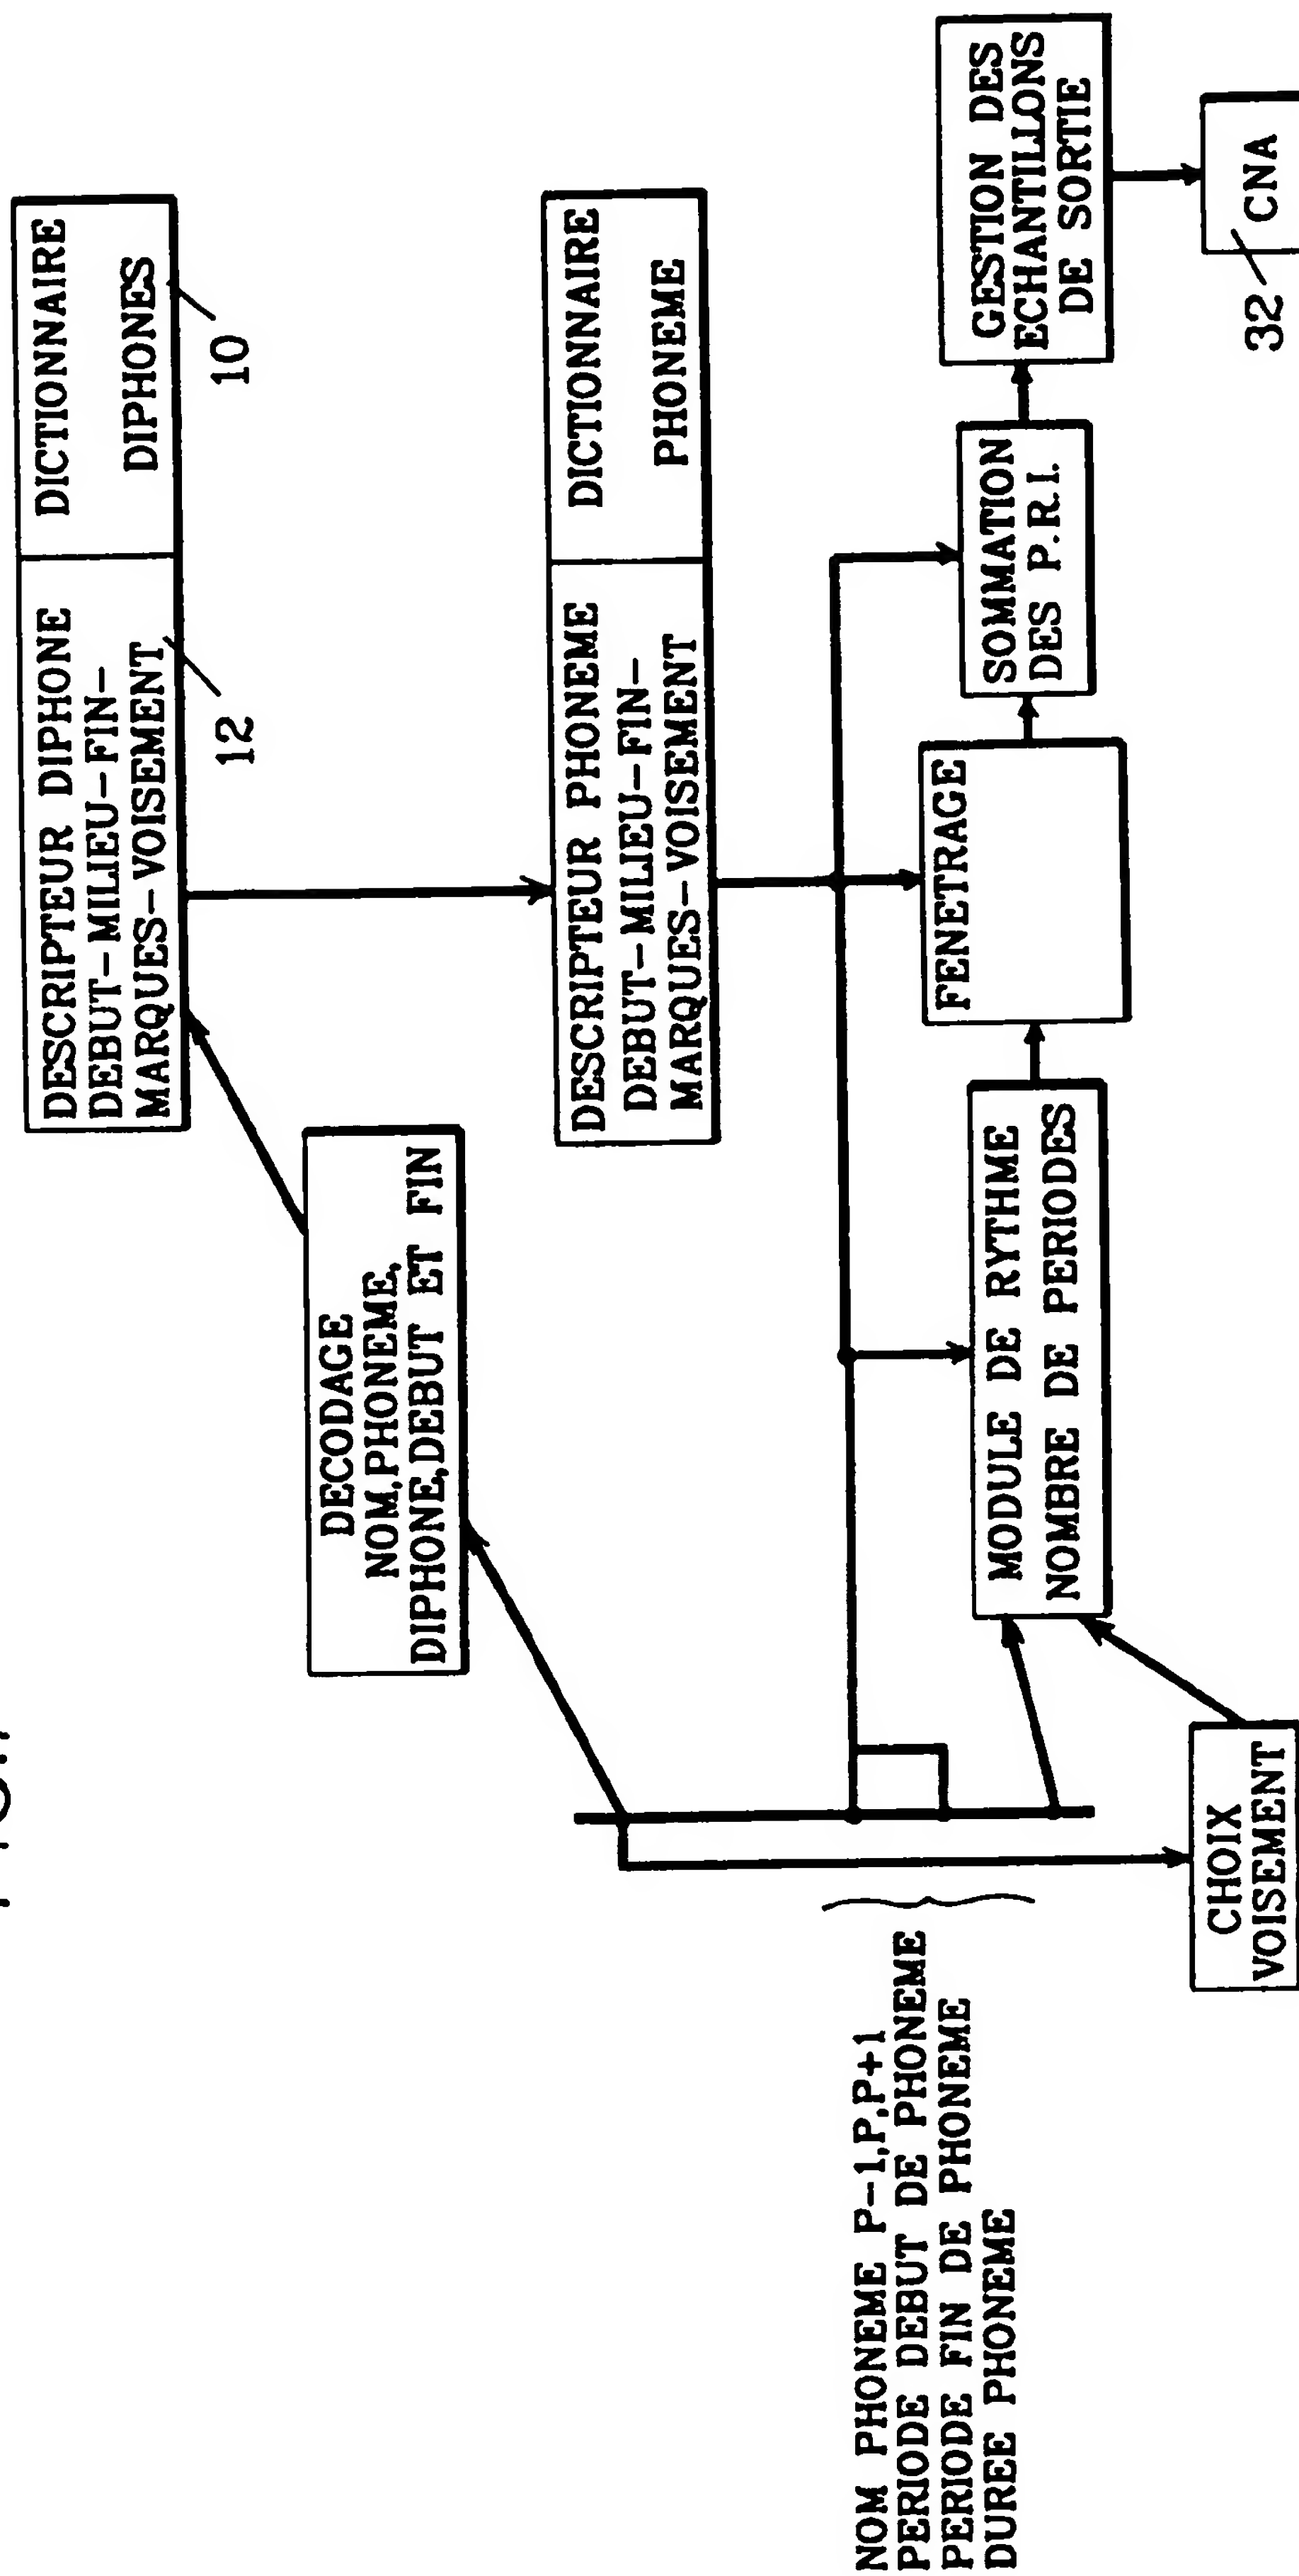 DESCRIPTEUR DIPHONE
DEBUT-MILIEU-FIN-
MARQUES-VOISEMENT
DICTIONNAIRE
DIPHONES
12
10
DECODAGE
NOM,PHONEME,
DIPHONE,DEBUT ET FIN
DESCRIPTEUR PHONEME
DEBUT-MILIEU-FIN-
MARQUES-VOISEMENT
DICTIONNAIRE
PHONEME
NOM PHONEME P-1,P,P+1
PERIODE DEBUT DE PHONEME
PERIODE FIN DE PHONEME
DUREE PHONEME
MODULE DE RYTHME
NOMBRE DE PERIODES
FENETRAGE
SOMMATION
DES P.R.I.
GESTION DES
ECHANTILLONS
DE SORTIE
CHOIX
VOISEMENT
32
CNA